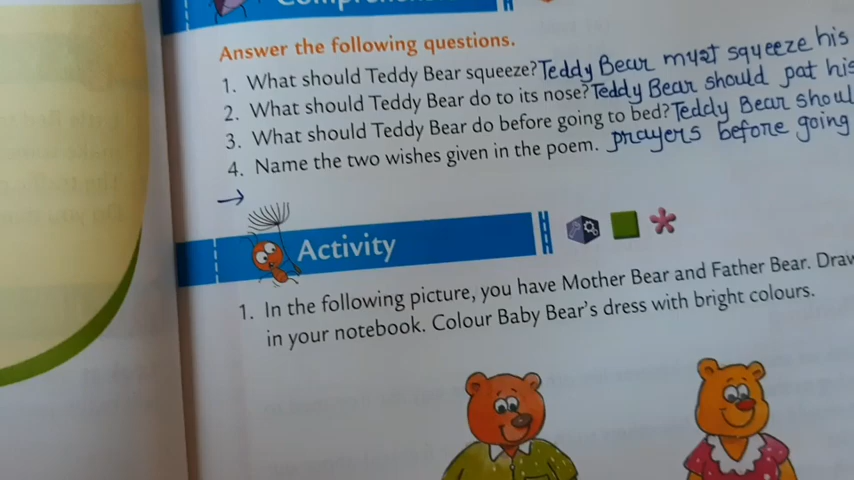 Answer the following questions.
1. What should Teddy Bear squeeze? Teddy Bear must squeeze his
2. What should Teddy Bear do to its nose? Teddy Bear should pat his
3. What should Teddy Bear do before going to bed? Teddy Bear shoul
4. Name the two wishes given in the poem. prayers before going
→
Activity
1. In the following picture, you have Mother Bear and Father Bear. Draw
in your notebook. Colour Baby Bear's dress with bright colours.